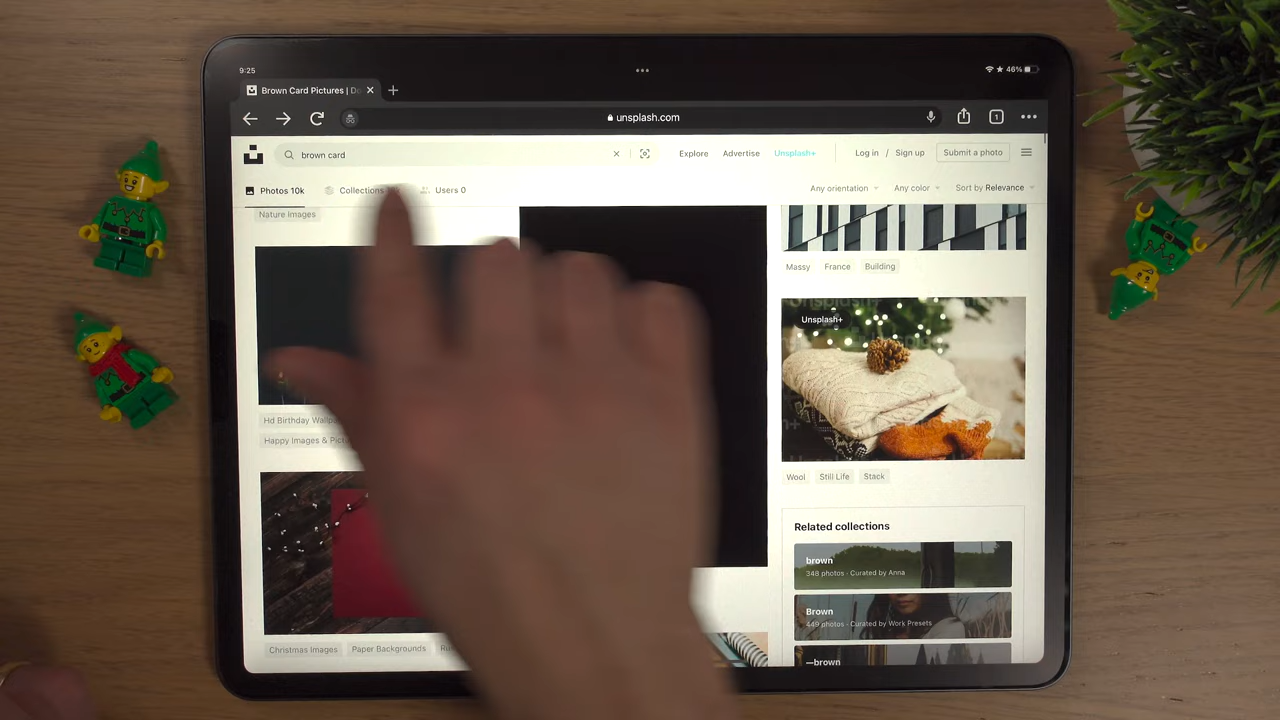 9:25
46%
Brown Card Pictures | Do
unsplash.com
1
brown card
Explore
Advertise
Unsplash+
Log in / Sign up
Submit a photo
Photos 10k
Collections
Users 0
Any orientation
Any color
Sort by Relevance
Nature Images
Massy
France
Building
Unsplash+
Hd Birthday
Happy Images &
Wool
Still Life
Stack
Related collections
brown
348 photos · Curated by Anna
Brown
449 photos · Curated by Work Presets
—brown
Christmas Images
Paper Backgrounds